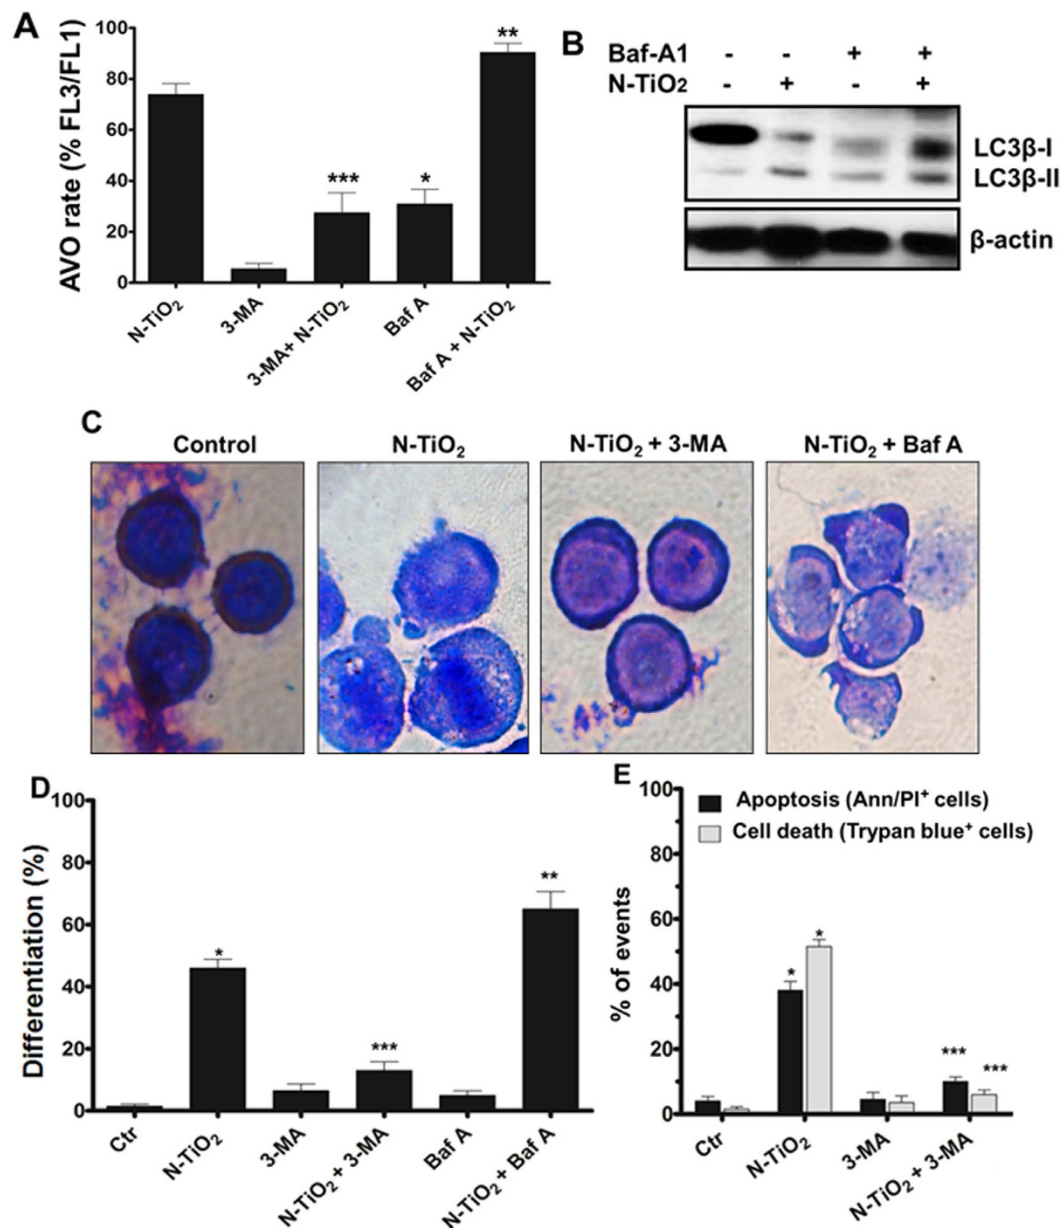 A
AVO rate (% FL3/FL1)
100
80
60
40
20
0
***
*
**
N-TiO2
3-MA
3-MA+ N-TiO2
Baf A
Baf A + N-TiO2
B
Baf-A1 - - + +
N-TiO2 - + - +
LC3β-I
LC3β-II
β-actin
C
Control
N-TiO2
N-TiO2 + 3-MA
N-TiO2 + Baf A
D
Differentiation (%)
100
80
60
40
20
0
*
***
**
Ctr
N-TiO2
3-MA
N-TiO2 + 3-MA
Baf A
N-TiO2 + Baf A
E
% of events
100
80
60
40
20
0
Apoptosis (Ann/PI+ cells)
Cell death (Trypan blue+ cells)
*
*
***
***
Ctr
N-TiO2
3-MA
N-TiO2 + 3-MA